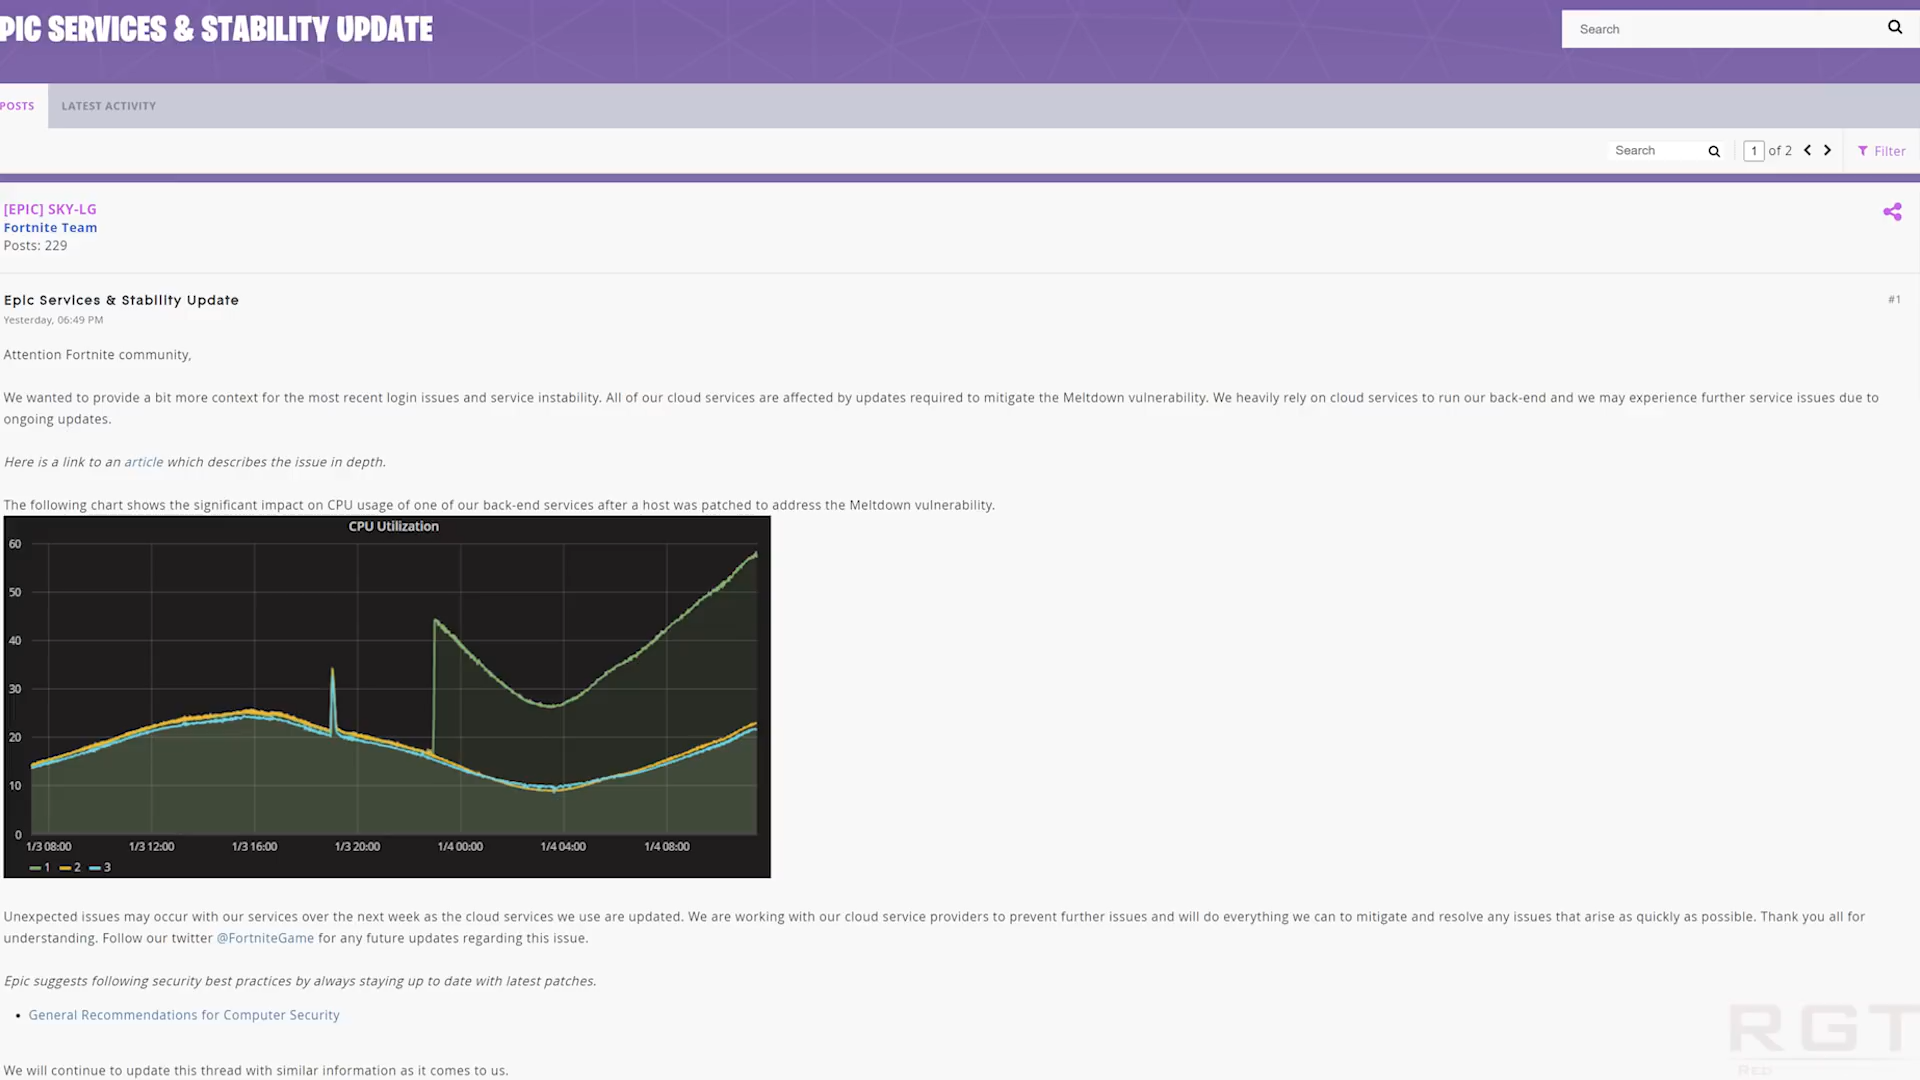 PIC SERVICES & STABILITY UPDATE
Search
POSTS LATEST ACTIVITY
Search 1 of 2 Filter
[EPIC] SKY-LG
Fortnite Team
Posts: 229
Epic Services & Stability Update #1
Yesterday, 06:49 PM
Attention Fortnite community,
We wanted to provide a bit more context for the most recent login issues and service instability. All of our cloud services are affected by updates required to mitigate the Meltdown vulnerability. We heavily rely on cloud services to run our back-end and we may experience further service issues due to
ongoing updates.
Here is a link to an article which describes the issue in depth.
The following chart shows the significant impact on CPU usage of one of our back-end services after a host was patched to address the Meltdown vulnerability.
CPU Utilization
60
50
40
30
20
10
0
1/3 08:00 1/3 12:00 1/3 16:00 1/3 20:00 1/4 00:00 1/4 04:00 1/4 08:00
1 2 3
Unexpected issues may occur with our services over the next week as the cloud services we use are updated. We are working with our cloud service providers to prevent further issues and will do everything we can to mitigate and resolve any issues that arise as quickly as possible. Thank you all for
understanding. Follow our twitter @FortniteGame for any future updates regarding this issue.
Epic suggests following security best practices by always staying up to date with latest patches.
• General Recommendations for Computer Security
We will continue to update this thread with similar information as it comes to us.
RGT
RED